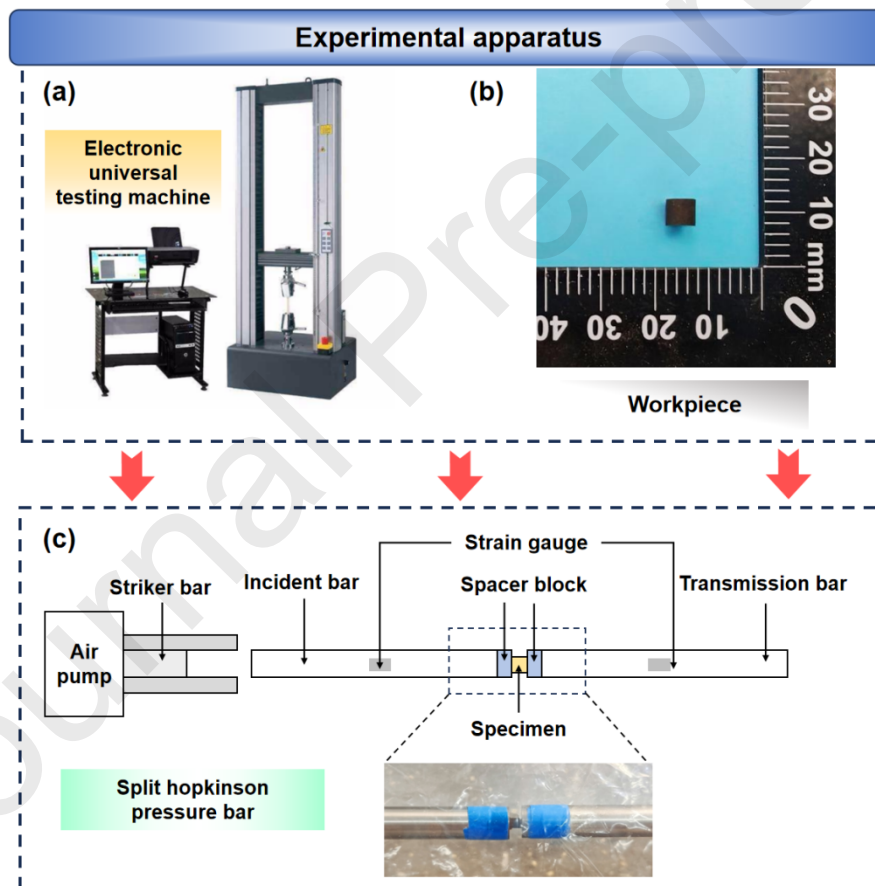 Experimental apparatus
(a)
(b)
Electronic
universal
testing machine
30
20
10
mm
0
40
30
20
10
Workpiece
(c)
Strain gauge
Striker bar
Incident bar
Spacer block
Transmission bar
Air
pump
Specimen
Split hopkinson
pressure bar
Journal Pre-pre